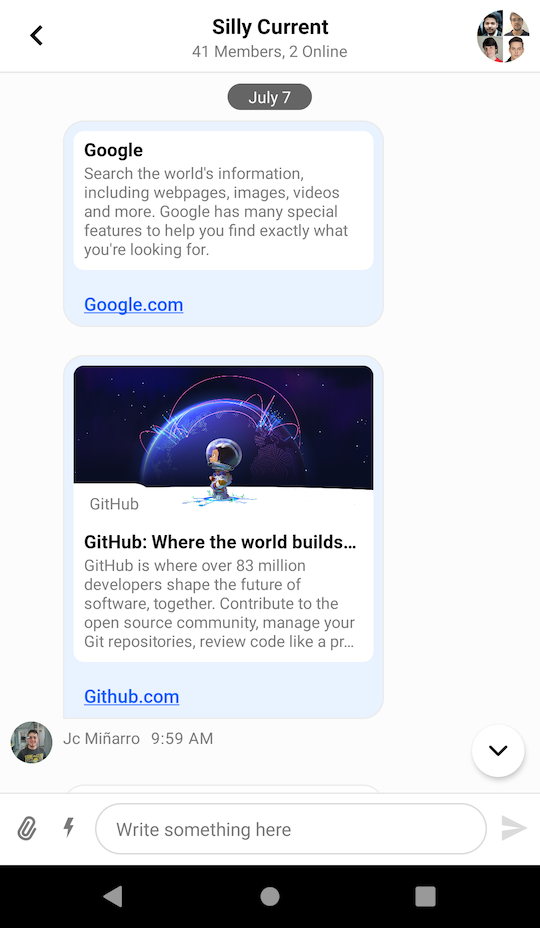 Silly Current
41 Members, 2 Online
July 7
Google
Search the world's information,
including webpages, images, videos
and more. Google has many special
features to help you find exactly what
you're looking for.
Google.com
GitHub
GitHub: Where the world builds…
GitHub is where over 83 million
developers shape the future of
software, together. Contribute to the
open source community, manage your
Git repositories, review code like a pr…
Github.com
Jc Miñarro 9:59 AM
Write something here